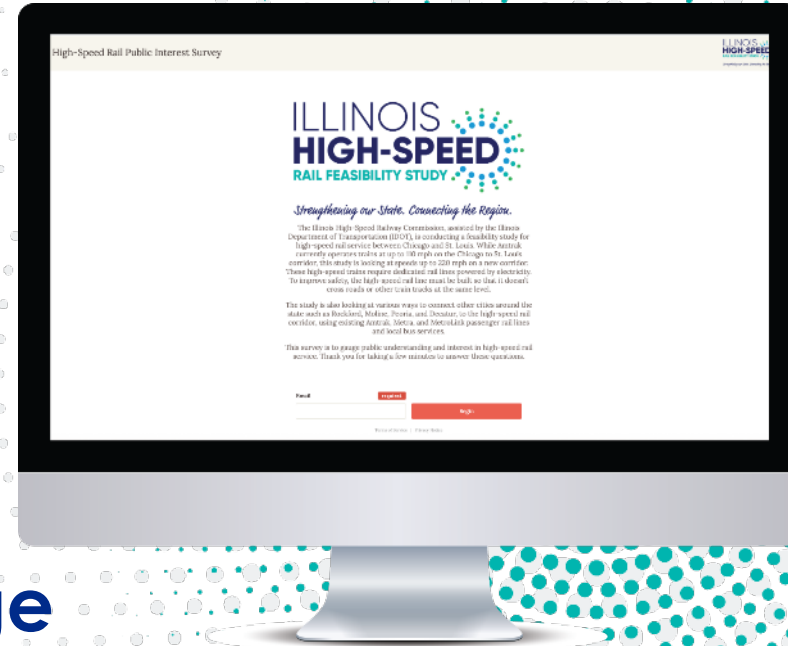 High-Speed Rail Public Interest Survey
ILLINOIS
HIGH-SPEED
ILLINOIS
HIGH-SPEED
RAIL FEASIBILITY STUDY
Strengthening our State. Connecting the Region.
The Illinois High-Speed Railway Commission, assisted by the Illinois
Department of Transportation (IDOT), is conducting a feasibility study for
high-speed rail service between Chicago and St. Louis. While Amtrak
currently operates trains at up to 110 mph on the Chicago to St. Louis
corridor, this study is looking at speeds up to 220 mph on a new corridor.
These high-speed trains require dedicated rail lines powered by electricity.
To improve safety, the high-speed rail line must be built so that it doesn't
cross roads or other train tracks at the same level.
The study is also looking at various ways to connect other cities around the
state such as Rockford, Moline, Peoria, and Decatur, to the high-speed rail
corridor, using existing Amtrak, Metra, and MetroLink passenger rail lines
and local bus services.
This survey is to gauge public understanding and interest in high-speed rail
service. Thank you for taking a few minutes to answer these questions.
Email required
Begin
ge